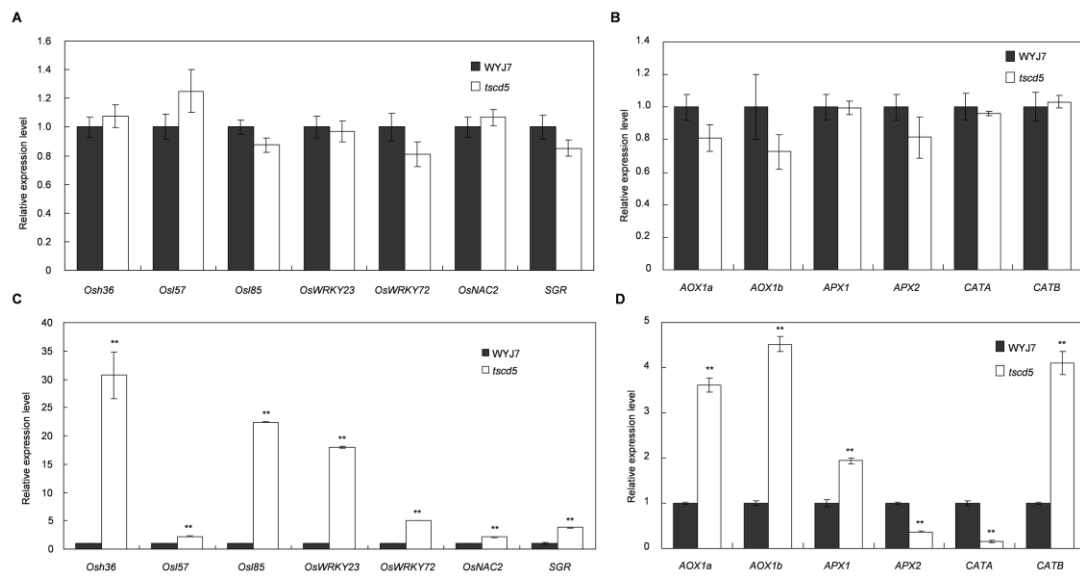 A
Relative expression level
1.6
1.4
1.2
1.0
0.8
0.6
0.4
0.2
0
WYJ7
tscd5
Osh36 Osl57 Osl85 OsWRKY23 OsWRKY72 OsNAC2 SGR
B
Relative expression level
1.4
1.2
1.0
0.8
0.6
0.4
0.2
0
WYJ7
tscd5
AOX1a AOX1b APX1 APX2 CATA CATB
C
Relative expression level
40
35
30
25
20
15
10
5
0
WYJ7
tscd5
** ** ** ** ** ** **
Osh36 Osl57 Osl85 OsWRKY23 OsWRKY72 OsNAC2 SGR
D
Relative expression level
5
4
3
2
1
0
WYJ7
tscd5
** ** ** ** ** **
AOX1a AOX1b APX1 APX2 CATA CATB